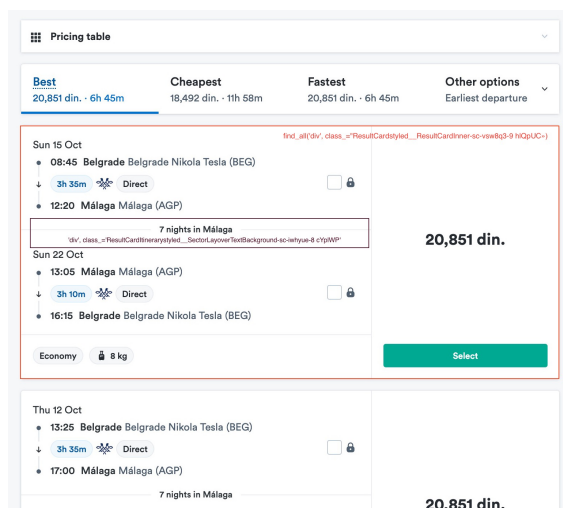 Pricing table
Best Cheapest Fastest Other options
20,851 din. · 6h 45m 18,492 din. · 11h 58m 20,851 din. · 6h 45m Earliest departure
find_all('div', class_="ResultCardstyled__ResultCardInner-sc-vsw8q3-9 hlQpUC»)
Sun 15 Oct
08:45 Belgrade Belgrade Nikola Tesla (BEG)
3h 35m Direct
12:20 Málaga Málaga (AGP)
7 nights in Málaga
'div', class_='ResultCardItinerarystyled__SectorLayoverTextBackground-sc-iwhyue-8 cYpIWP'
20,851 din.
Sun 22 Oct
13:05 Málaga Málaga (AGP)
3h 10m Direct
16:15 Belgrade Belgrade Nikola Tesla (BEG)
Economy 8 kg Select
Thu 12 Oct
13:25 Belgrade Belgrade Nikola Tesla (BEG)
3h 35m Direct
17:00 Málaga Málaga (AGP)
7 nights in Málaga
20,851 din.